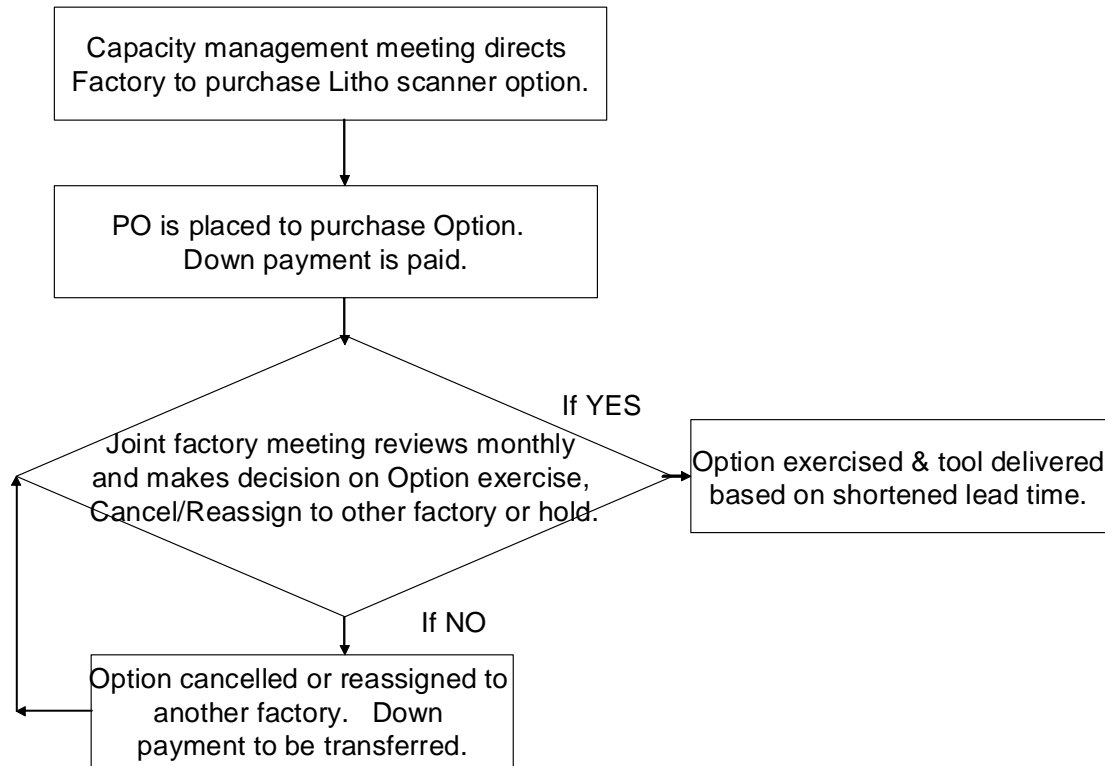 Capacity management meeting directs
Factory to purchase Litho scanner option.
PO is placed to purchase Option.
Down payment is paid.
If YES
Joint factory meeting reviews monthly
and makes decision on Option exercise,
Cancel/Reassign to other factory or hold.
Option exercised & tool delivered
based on shortened lead time.
If NO
Option cancelled or reassigned to
another factory.   Down
payment to be transferred.